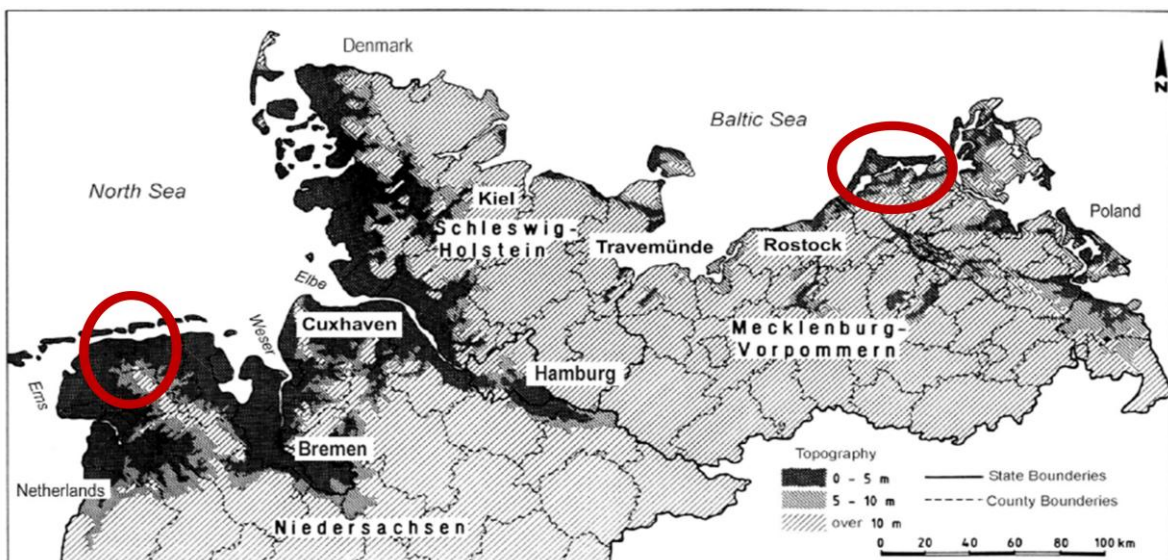 Denmark
N
Baltic Sea
North Sea
Kiel
Schleswig-
Holstein
Poland
Travemünde
Rostock
Elbe
Cuxhaven
Weser
Mecklenburg-
Vorpommern
Ems
Hamburg
Bremen
Netherlands
Niedersachsen
Topography
0 - 5 m
5 - 10 m
over 10 m
State Bounderies
County Bounderies
0 20 40 60 80 100 km